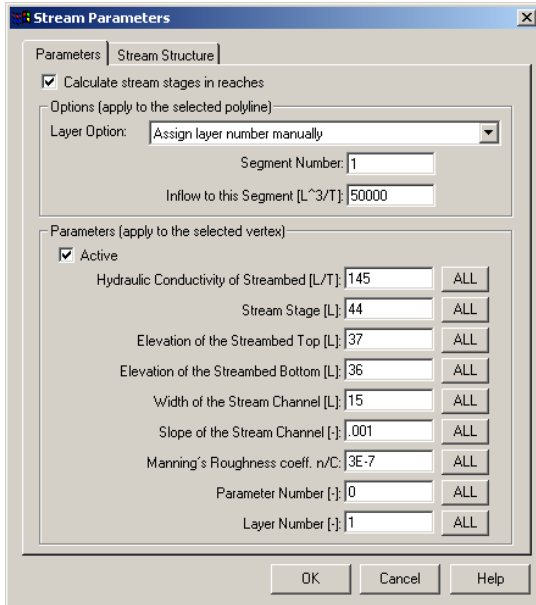 Stream Parameters
Parameters Stream Structure
Calculate stream stages in reaches
Options (apply to the selected polyline)
Layer Option: Assign layer number manually
Segment Number: 1
Inflow to this Segment [L^3/T]: 50000
Parameters (apply to the selected vertex)
Active
Hydraulic Conductivity of Streambed [L/T]: 145 ALL
Stream Stage [L]: 44 ALL
Elevation of the Streambed Top [L]: 37 ALL
Elevation of the Streambed Bottom [L]: 36 ALL
Width of the Stream Channel [L]: 15 ALL
Slope of the Stream Channel [-]: .001 ALL
Manning's Roughness coeff. n/C: 3E-7 ALL
Parameter Number [-]: 0 ALL
Layer Number [-]: 1 ALL
OK Cancel Help